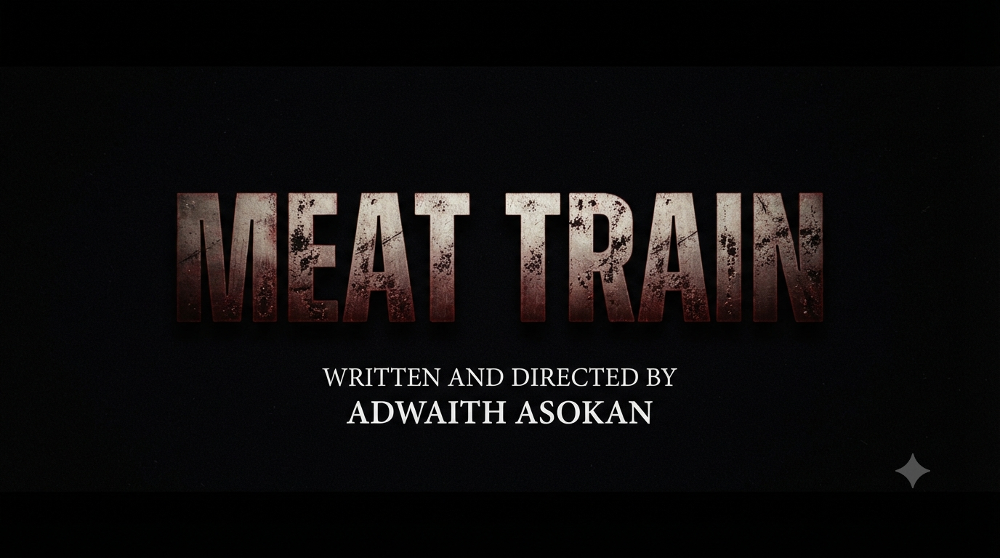 MEAT TRAIN
WRITTEN AND DIRECTED BY
ADWAITH ASOKAN